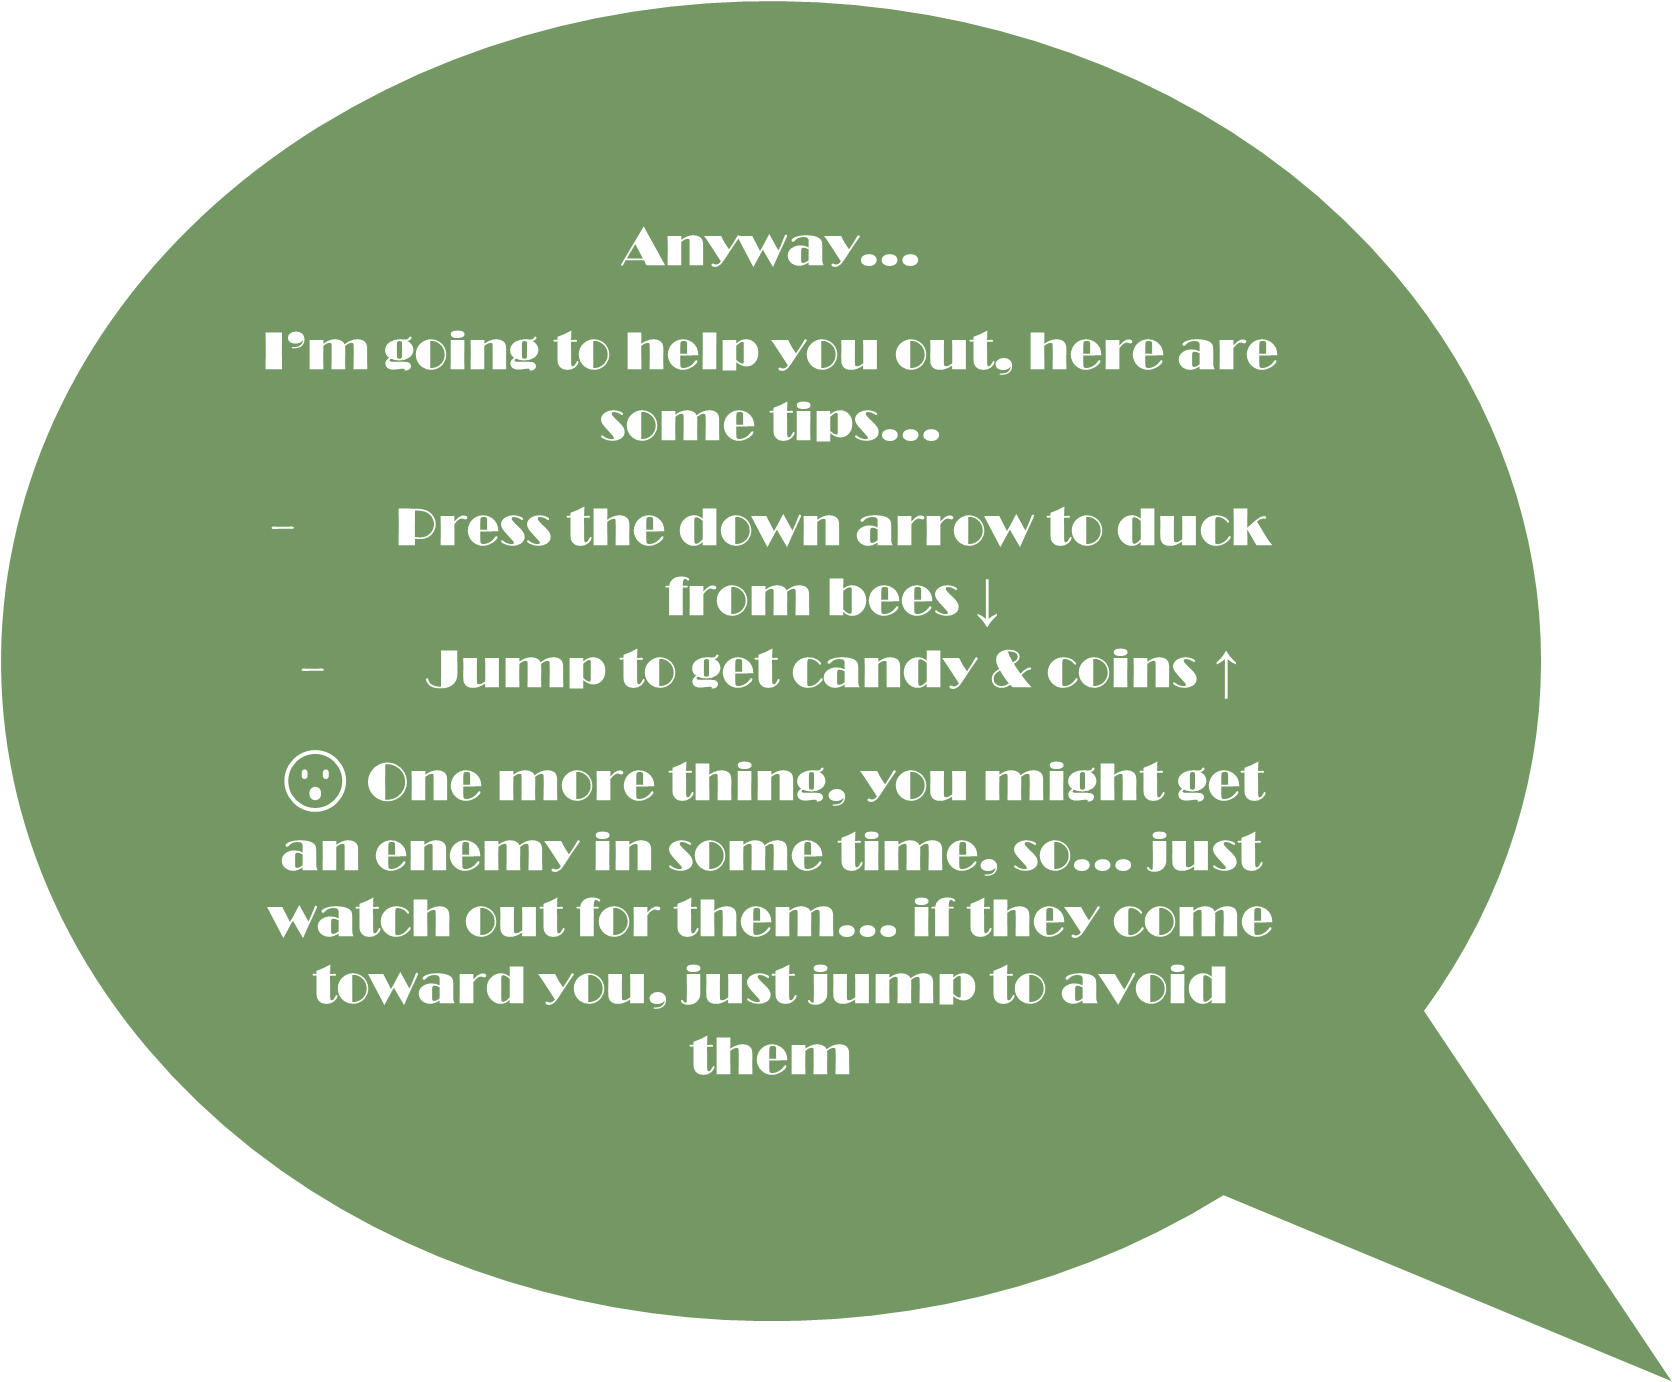 Anyway...
I'm going to help you out, here are
some tips...
- Press the down arrow to duck
from bees ↓
- Jump to get candy & coins ↑
😮 One more thing, you might get
an enemy in some time, so... just
watch out for them... if they come
toward you, just jump to avoid
them